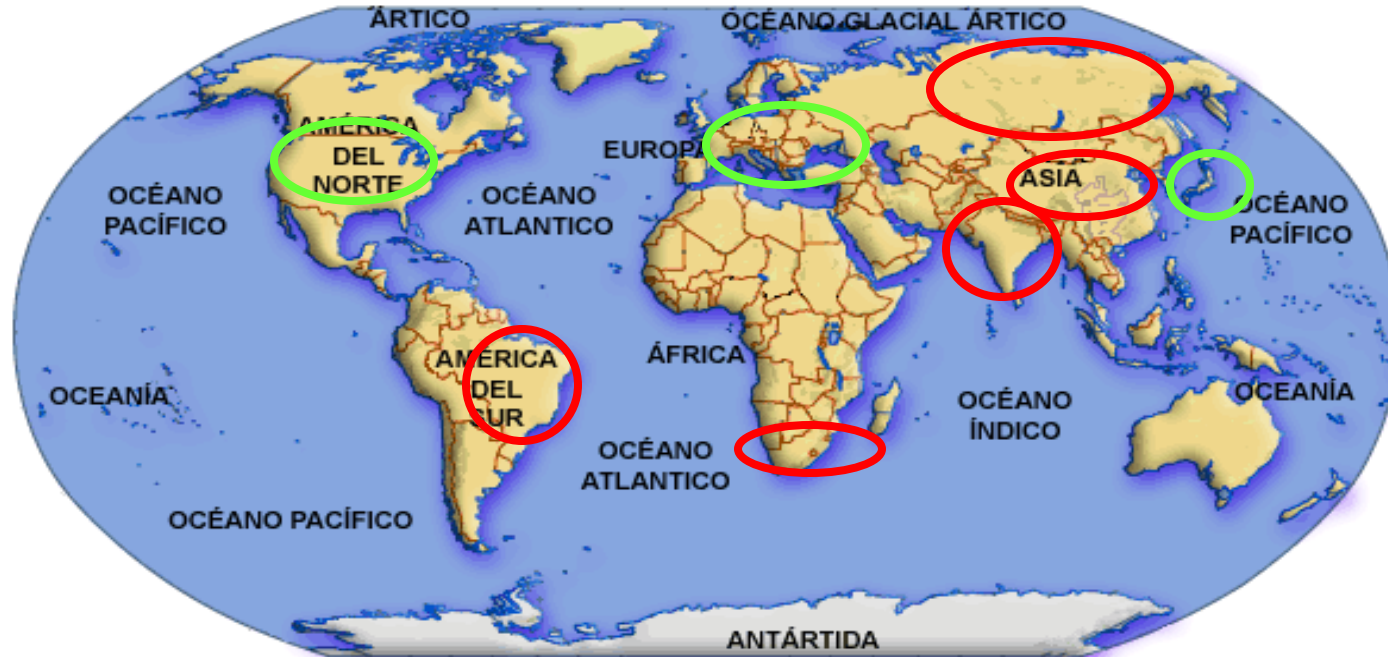 ÁRTICO
OCÉANO GLACIAL ÁRTICO
AMÉRICA
DEL
NORTE
EUROPA
ASIA
OCÉANO
PACÍFICO
OCÉANO
ATLANTICO
OCÉANO
PACÍFICO
ÁFRICA
AMÉRICA
DEL
SUR
OCEANÍA
OCÉANO
ÍNDICO
OCEANÍA
OCÉANO
ATLANTICO
OCÉANO PACÍFICO
ANTÁRTIDA